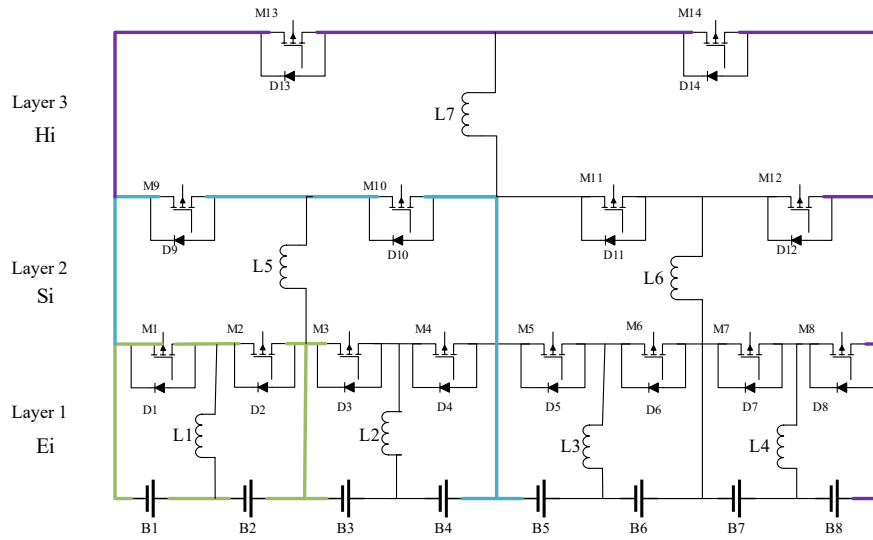 M13 M14
D13 D14
Layer 3
Hi
L7
M9 M10 M11 M12
D9 D10 D11 D12
Layer 2
Si
L5 L6
M1 M2 M3 M4 M5 M6 M7 M8
D1 D2 D3 D4 D5 D6 D7 D8
Layer 1
Ei
L1 L2 L3 L4
B1 B2 B3 B4 B5 B6 B7 B8